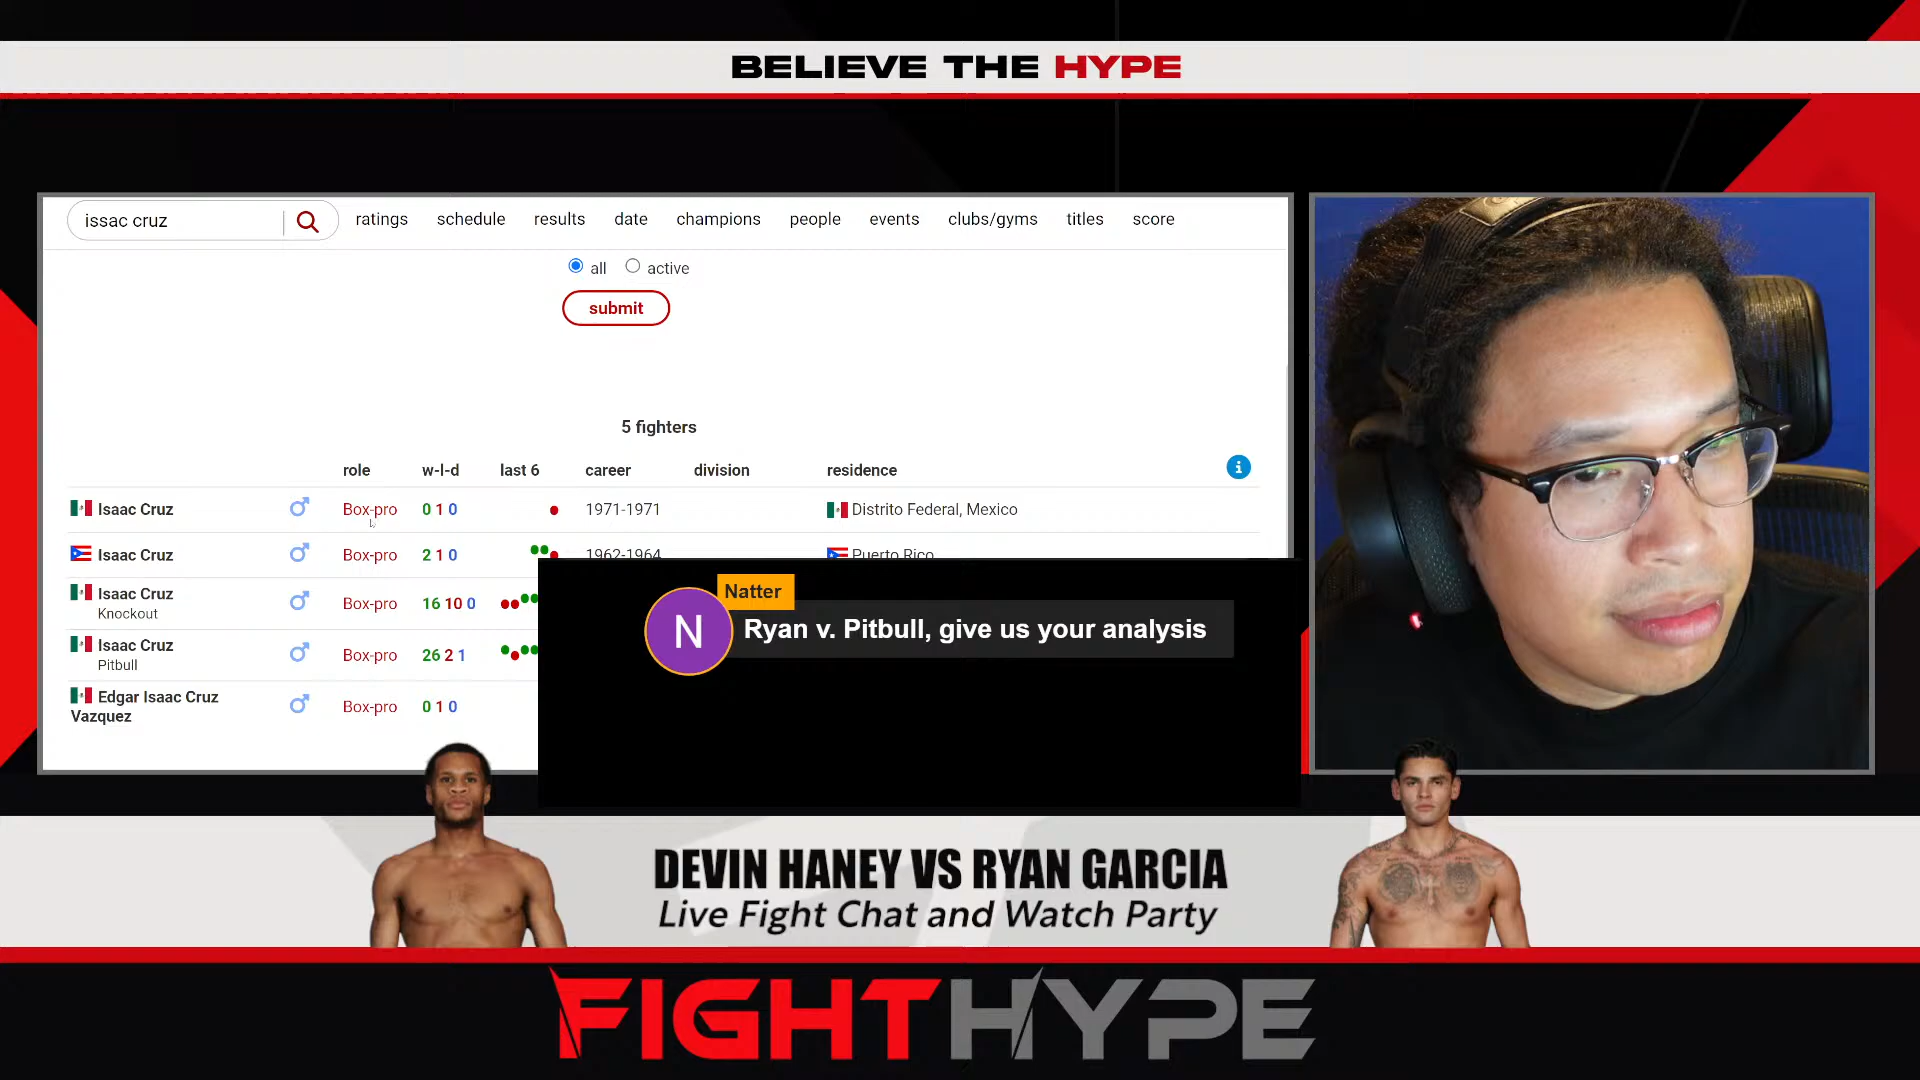 BELIEVE THE HYPE
issac cruz
ratings schedule results date champions people events clubs/gyms titles score
all active
submit
5 fighters
role w-l-d last 6 career division residence
Isaac Cruz Box-pro 0 1 0 1971-1971 Distrito Federal, Mexico
Isaac Cruz Box-pro 2 1 0 1962-1964 Puerto Rico
Isaac Cruz Box-pro 16 10 0
Knockout
Isaac Cruz Box-pro 26 2 1
Pitbull
Edgar Isaac Cruz Box-pro 0 1 0
Vazquez
Natter
N Ryan v. Pitbull, give us your analysis
DEVIN HANEY VS RYAN GARCIA
Live Fight Chat and Watch Party
FIGHTHYPE